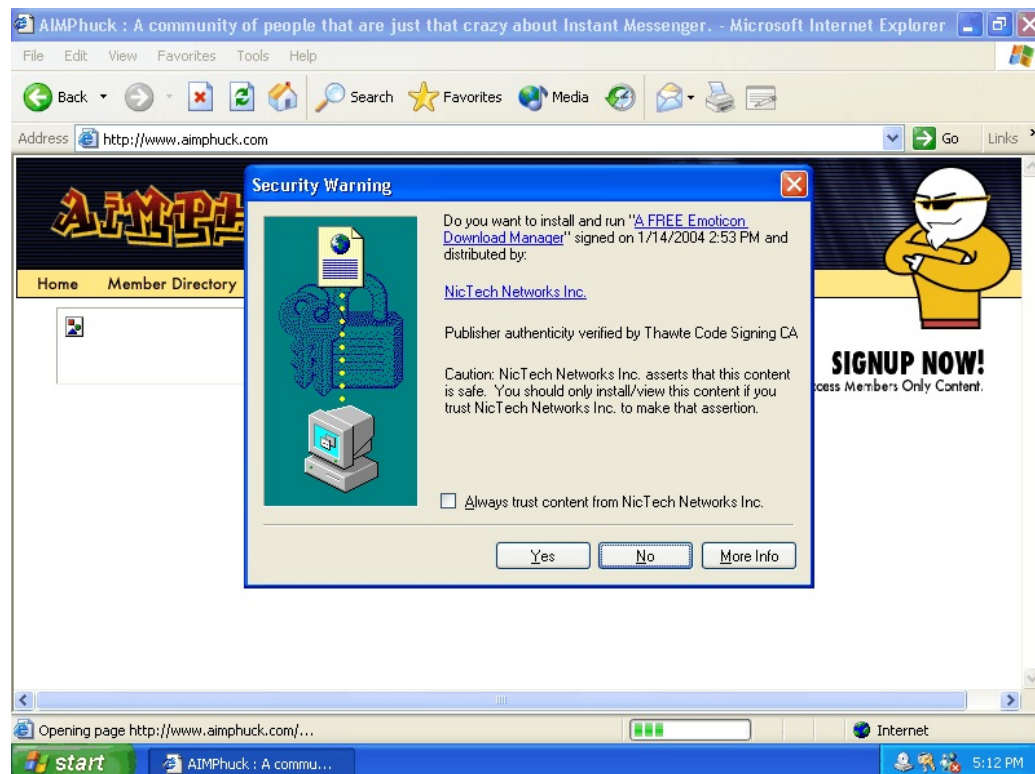 AIMPhuck : A community of people that are just that crazy about Instant Messenger. - Microsoft Internet Explorer
File Edit View Favorites Tools Help
Back Search Favorites Media
Address http://www.aimphuck.com Go Links
Home Member Directory
Security Warning
Do you want to install and run "A FREE Emoticon
Download Manager" signed on 1/14/2004 2:53 PM and
distributed by:
NicTech Networks Inc.
Publisher authenticity verified by Thawte Code Signing CA
Caution: NicTech Networks Inc. asserts that this content
is safe. You should only install/view this content if you
trust NicTech Networks Inc. to make that assertion.
Always trust content from NicTech Networks Inc.
Yes No More Info
SIGNUP NOW!
Members Only Content.
Opening page http://www.aimphuck.com/... Internet
start AIMPhuck : A commu... 5:12 PM